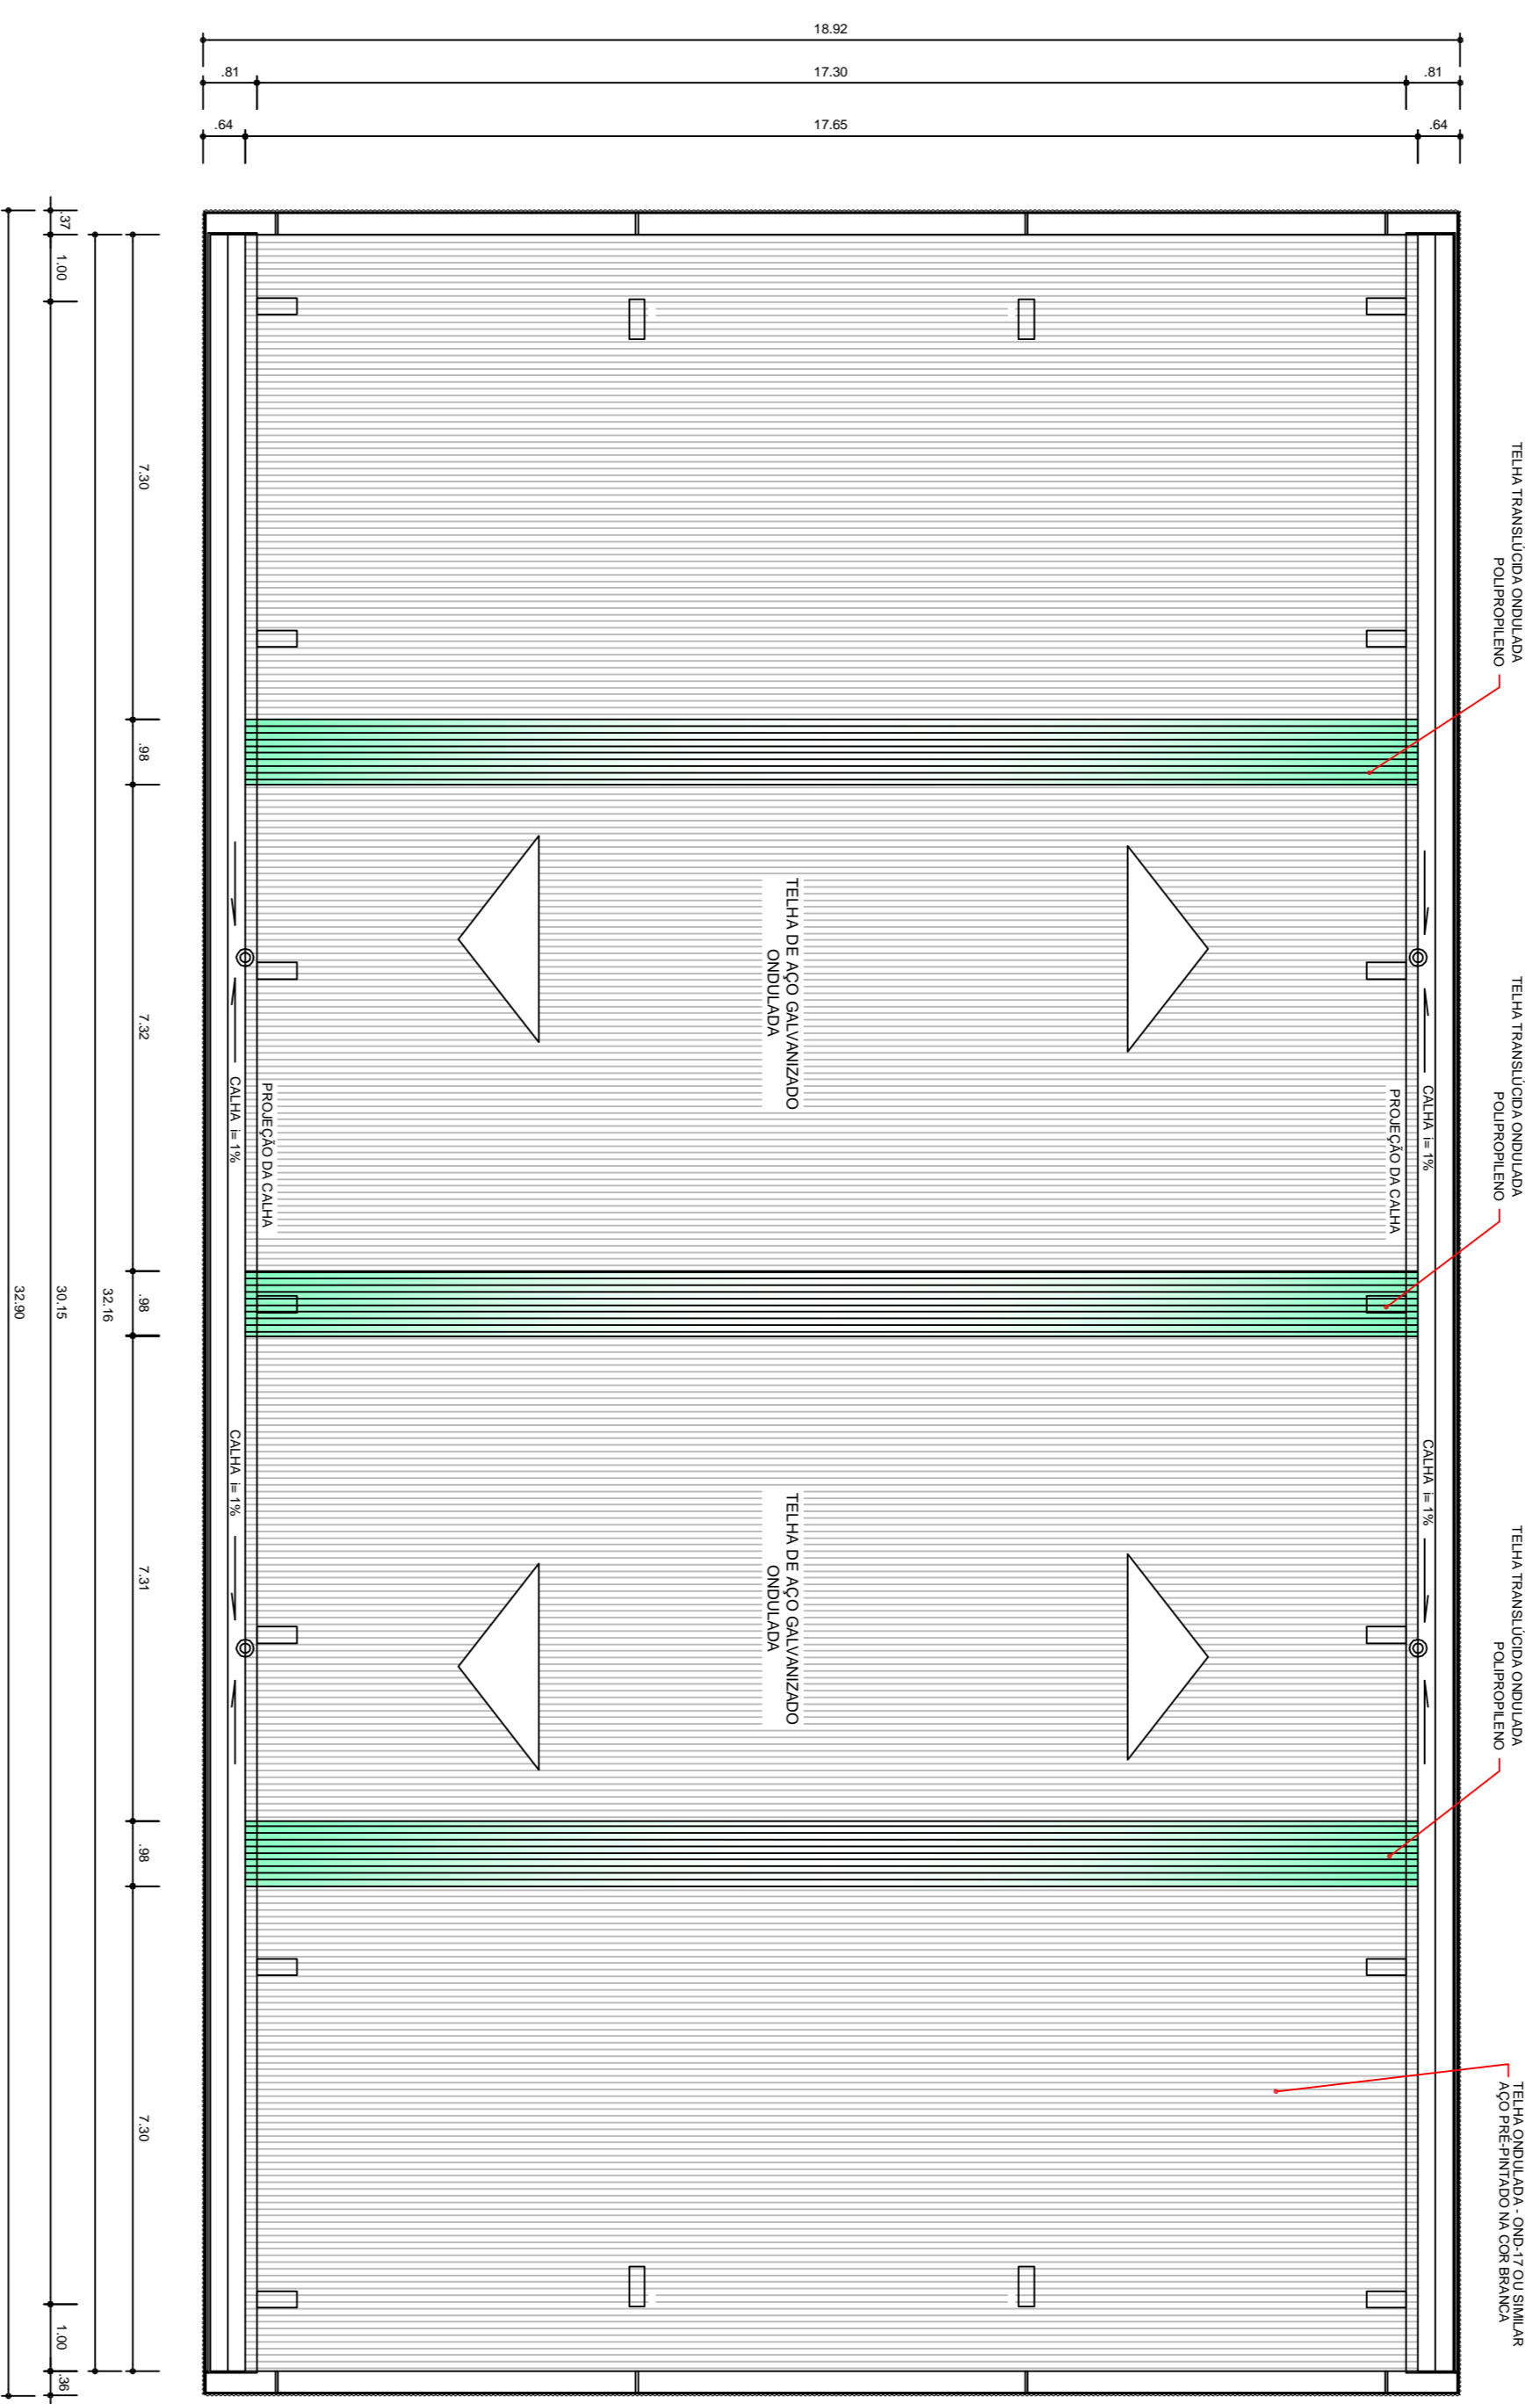 18.92
.81
17.30
.81
.64
17.65
.64
TELHA TRANSLÚCIDA ONDULADA
POLIPROPILENO
TELHA TRANSLÚCIDA ONDULADA
POLIPROPILENO
TELHA TRANSLÚCIDA ONDULADA
POLIPROPILENO
TELHA ONDULADA - OND-17 OU SIMILAR
AÇO PRÉ-PINTADO NA COR BRANCA
CALHA i= 1%
CALHA i= 1%
PROJEÇÃO DA CALHA
TELHA DE AÇO GALVANIZADO
ONDULADA
TELHA DE AÇO GALVANIZADO
ONDULADA
PROJEÇÃO DA CALHA
CALHA i= 1%
CALHA i= 1%
7.30
.98
7.32
.98
7.31
.98
7.30
32.16
.37
1.00
30.15
1.00
.36
32.90